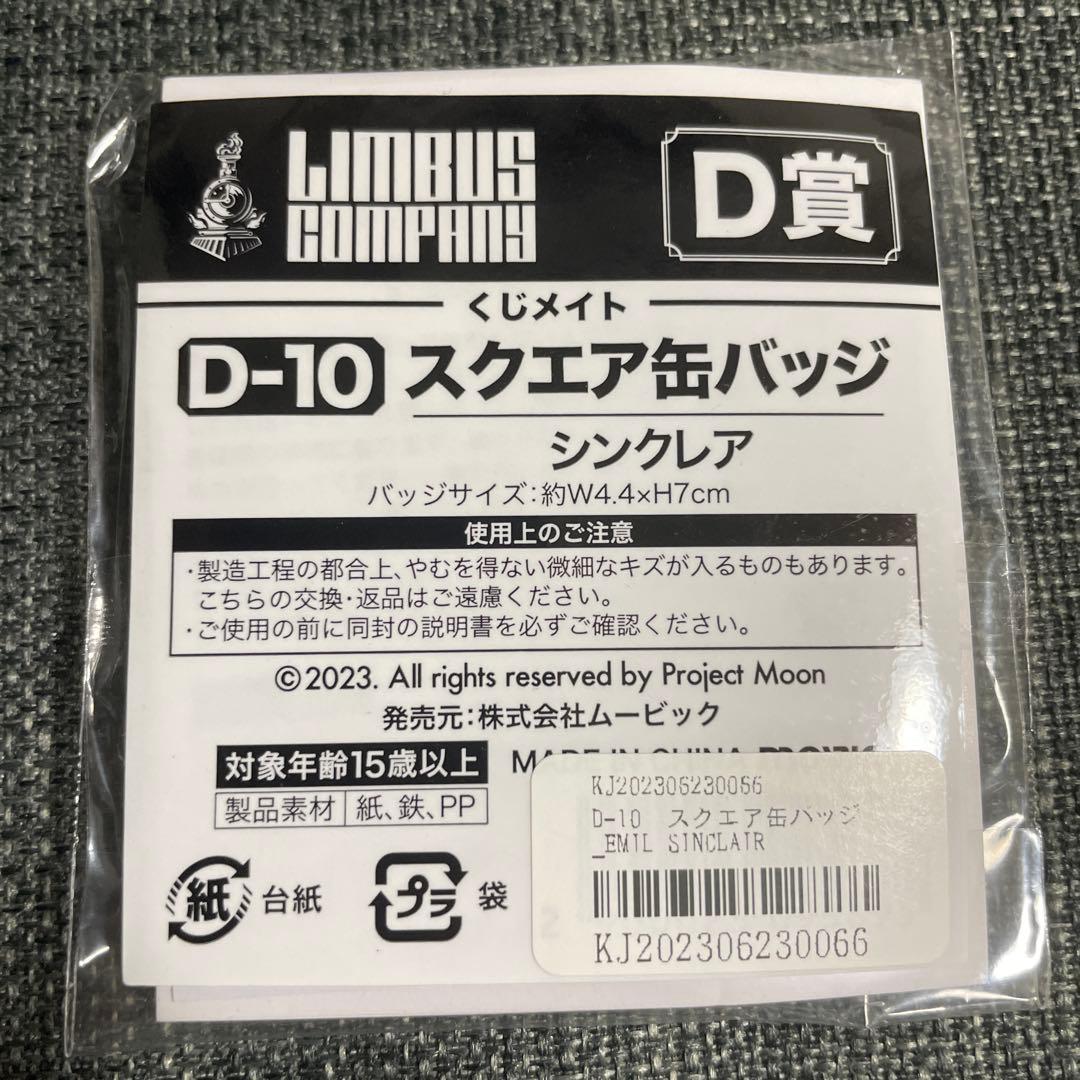 LIMBUS
COMPANY
D賞
くじメイト
D-10 スクエア缶バッジ
シンクレア
バッジサイズ:約W4.4×H7cm
使用上のご注意
・製造工程の都合上、やむを得ない微細なキズが入るものもあります。
こちらの交換・返品はご遠慮ください。
・ご使用の前に同封の説明書を必ずご確認ください。
©2023. All rights reserved by Project Moon
発売元:株式会社ムービック
対象年齢15歳以上
MADE IN CHINA
製品素材 紙、鉄、PP
紙 台紙
プラ 袋
KJ202306230066
D-10 スクエア缶バッジ
_EMIL SINCLAIR
KJ202306230066